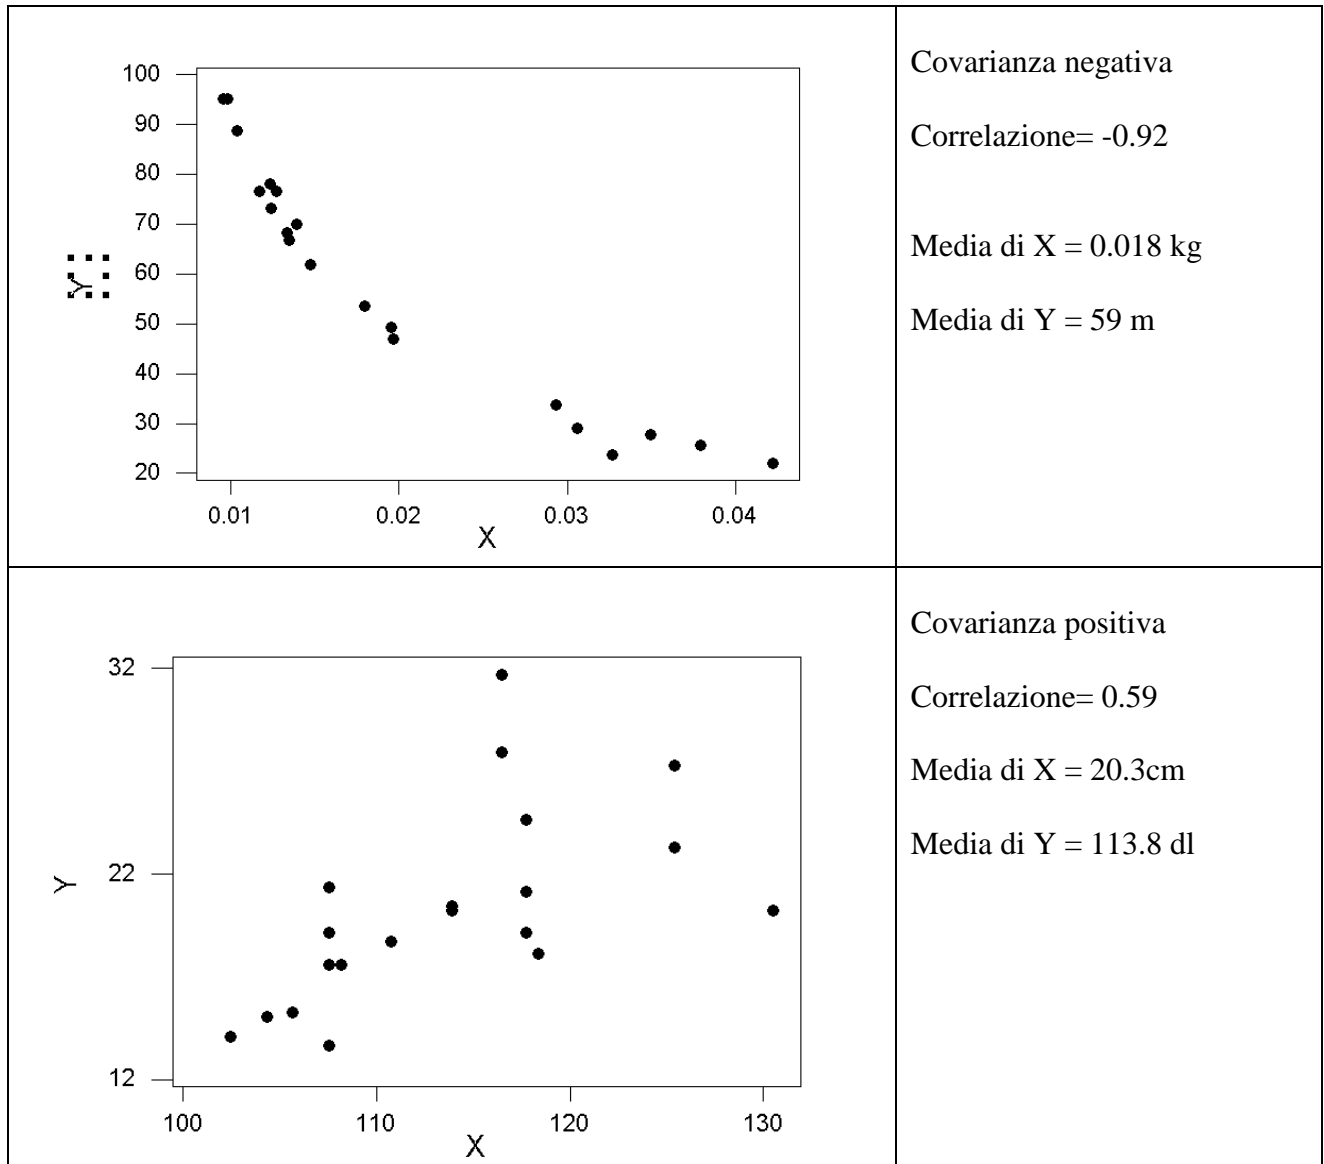 100
90
80
70
60
50
40
30
20
Y
0.01 0.02 0.03 0.04
X
Covarianza negativa
Correlazione= -0.92
Media di X = 0.018 kg
Media di Y = 59 m
32
22
12
Y
100 110 120 130
X
Covarianza positiva
Correlazione= 0.59
Media di X = 20.3cm
Media di Y = 113.8 dl